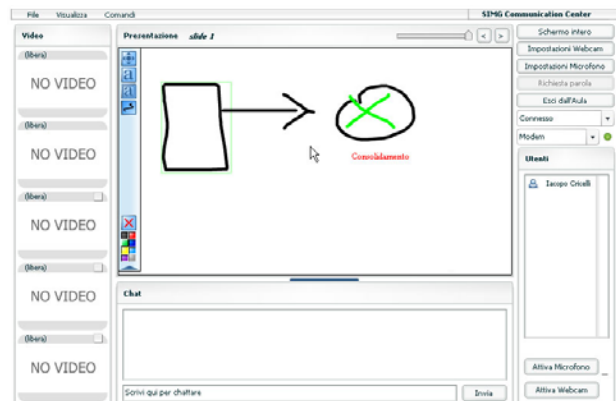 File Visualizza Comandi SIMG Communication Center
Video
(libera)
NO VIDEO
(libera)
NO VIDEO
(libera)
NO VIDEO
(libera)
NO VIDEO
(libera)
NO VIDEO
Presentazione slide 1
< >
a
a
Consolidamento
Chat
Scrivi qui per chattare
Invia
Schermo intero
Impostazioni Webcam
Impostazioni Microfono
Richiesta parola
Esci dall'Aula
Connesso
Modem
Utenti
Iacopo Cricelli
Attiva Microfono
Attiva Webcam